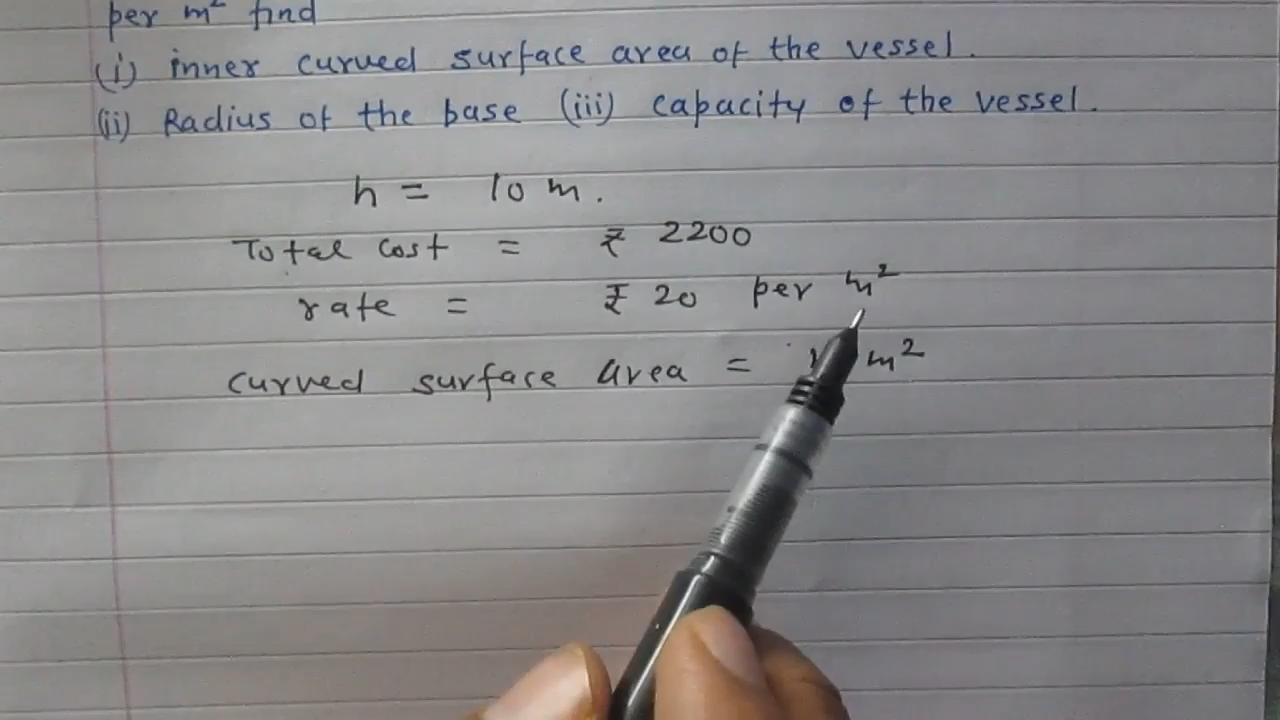 per m² find
(i) inner curved surface area of the vessel.
(ii) Radius of the base (iii) capacity of the vessel.
h = 10 m.
Total cost = ₹ 2200
rate = ₹ 20 per m²
curved surface area = m²